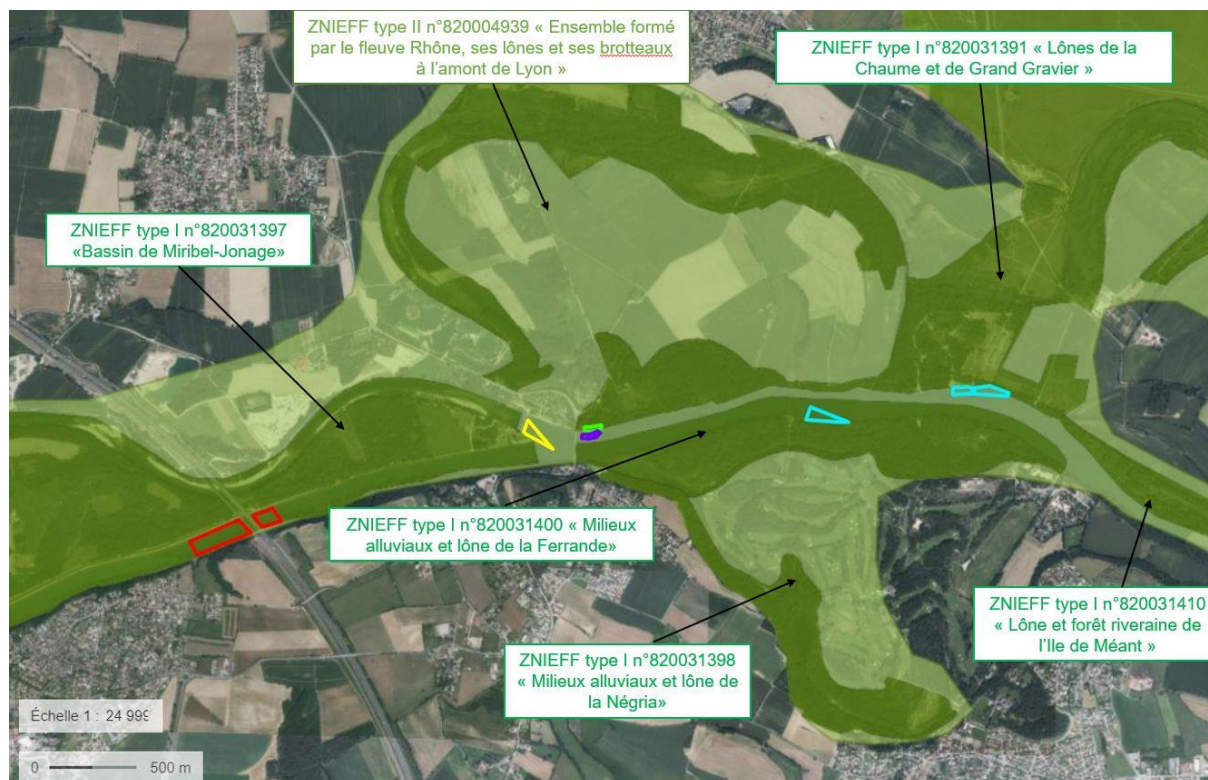 ZNIEFF type II n°820004939 « Ensemble formé
par le fleuve Rhône, ses lônes et ses brotteaux
à l'amont de Lyon »
ZNIEFF type I n°820031391 « Lônes de la
Chaume et de Grand Gravier »
ZNIEFF type I n°820031397
«Bassin de Miribel-Jonage»
ZNIEFF type I n°820031400 « Milieux
alluviaux et lône de la Ferrande»
ZNIEFF type I n°820031410
« Lône et forêt riveraine de
l'Ile de Méant »
ZNIEFF type I n°820031398
« Milieux alluviaux et lône de
la Négria»
Échelle 1 : 24 999
0 500 m